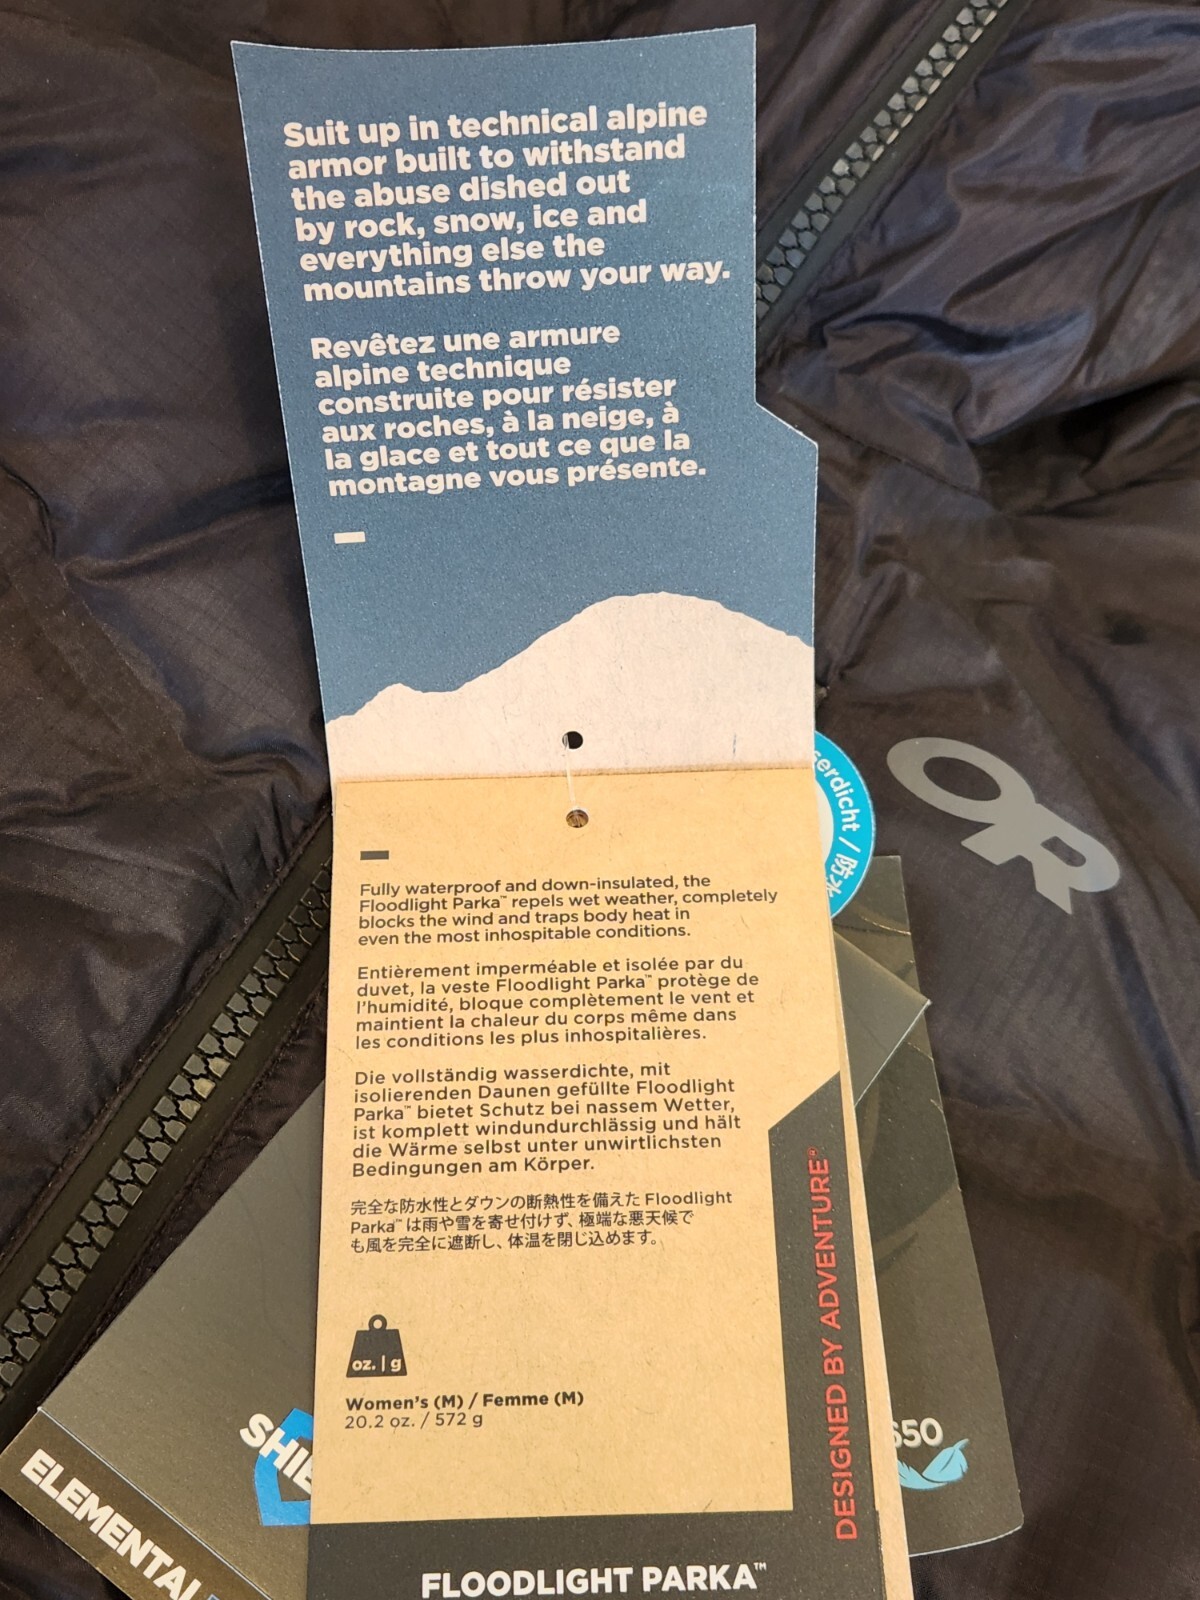 Suit up in technical alpine
armor built to withstand
the abuse dished out
by rock, snow, ice and
everything else the
mountains throw your way.
Revêtez une armure
alpine technique
construite pour résister
aux roches, à la neige, à
la glace et tout ce que la
montagne vous présente.
serdicht / 防水
OR
Fully waterproof and down-insulated, the
Floodlight Parka™ repels wet weather, completely
blocks the wind and traps body heat in
even the most inhospitable conditions.
Entièrement imperméable et isolée par du
duvet, la veste Floodlight Parka™ protège de
l'humidité, bloque complètement le vent et
maintient la chaleur du corps même dans
les conditions les plus inhospitalières.
Die vollständig wasserdichte, mit
isolierenden Daunen gefüllte Floodlight
Parka™ bietet Schutz bei nassem Wetter,
ist komplett windundurchlässig und hält
die Wärme selbst unter unwirtlichsten
Bedingungen am Körper.
完全な防水性とダウンの断熱性を備えた Floodlight
Parka™ は雨や雪を寄せ付けず、極端な悪天候で
も風を完全に遮断し、体温を閉じ込めます。
oz. | g
Women's (M) / Femme (M)
20.2 oz. / 572 g
DESIGNED BY ADVENTURE®
650
SHIE
ELEMENTAL
FLOODLIGHT PARKA™